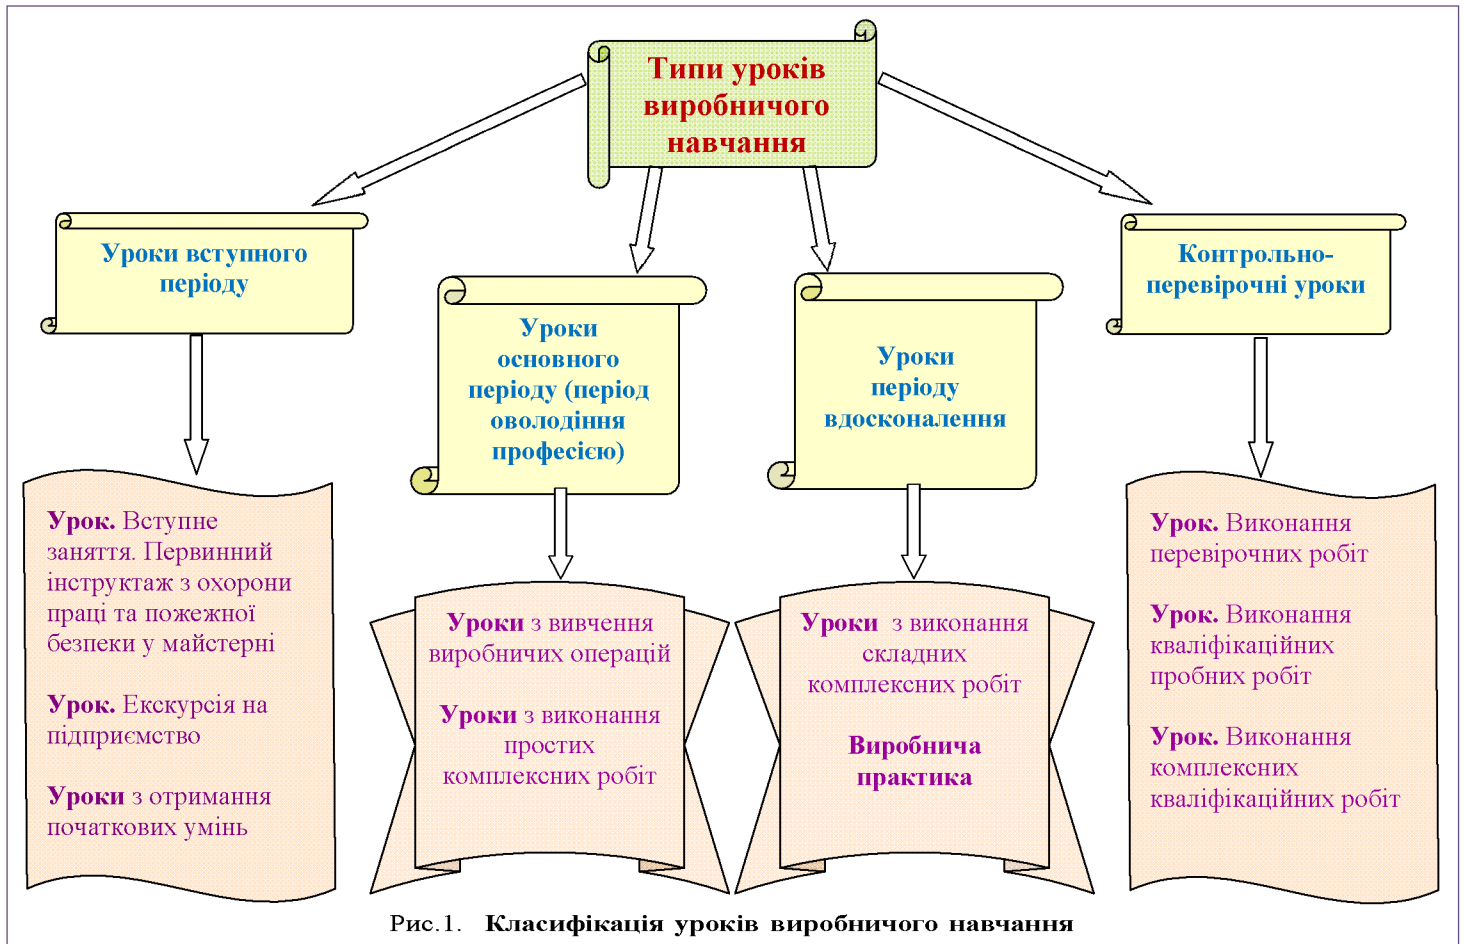 Типи уроків
виробничого
навчання
Уроки вступного
періоду
Уроки
основного
періоду (період
оволодіння
професією)
Уроки
періоду
вдосконалення
Контрольно-
перевірочні уроки
Урок. Вступне
заняття. Первинний
інструктаж з охорони
праці та пожежної
безпеки у майстерні
Урок. Екскурсія на
підприємство
Уроки з отримання
початкових умінь
Уроки з вивчення
виробничих операцій
Уроки з виконання
простих
комплексних робіт
Уроки з виконання
складних
комплексних робіт
Виробнича
практика
Урок. Виконання
перевірочних робіт
Урок. Виконання
кваліфікаційних
пробних робіт
Урок. Виконання
комплексних
кваліфікаційних робіт
Рис.1. Класифікація уроків виробничого навчання